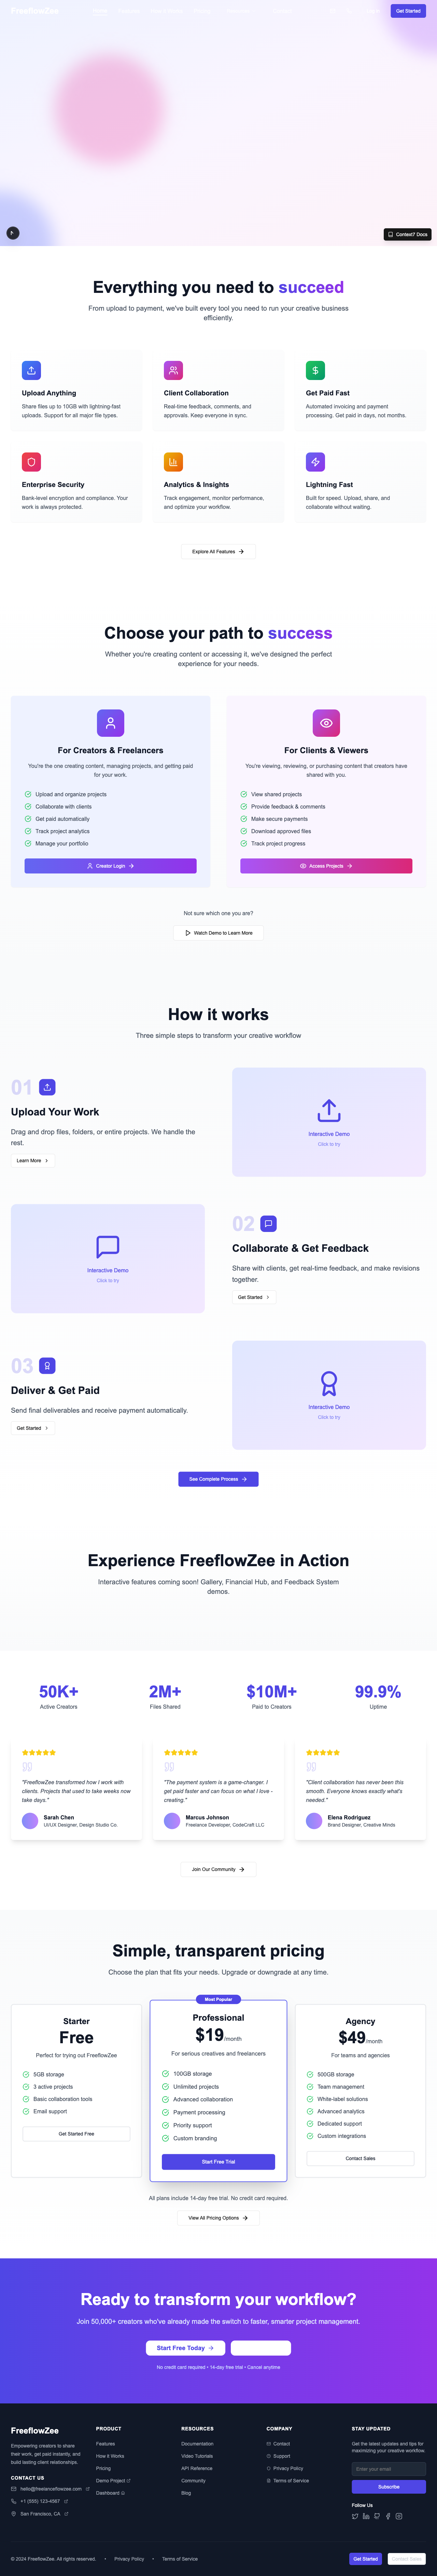 FreeflowZee
Get Started
Context7 Docs
Everything you need to succeed
From upload to payment, we've built every tool you need to run your creative business
efficiently.
Upload Anything
Share files up to 10GB with lightning-fast
uploads. Support for all major file types.
Client Collaboration
Real-time feedback, comments, and
approvals. Keep everyone in sync.
Get Paid Fast
Automated invoicing and payment
processing. Get paid in days, not months.
Enterprise Security
Bank-level encryption and compliance. Your
work is always protected.
Analytics & Insights
Track engagement, monitor performance,
and optimize your workflow.
Lightning Fast
Built for speed. Upload, share, and
collaborate without waiting.
Explore All Features
Choose your path to success
Whether you're creating content or accessing it, we've designed the perfect
experience for your needs.
For Creators & Freelancers
You're the one creating content, managing projects, and getting paid
for your work.
Upload and organize projects
Collaborate with clients
Get paid automatically
Track project analytics
Manage your portfolio
Creator Login
For Clients & Viewers
You're viewing, reviewing, or purchasing content that creators have
shared with you.
View shared projects
Provide feedback & comments
Make secure payments
Download approved files
Track project progress
Access Projects
Not sure which one you are?
Watch Demo to Learn More
How it works
Three simple steps to transform your creative workflow
01
Upload Your Work
Drag and drop files, folders, or entire projects. We handle the
rest.
Learn More
Interactive Demo
Click to try
Interactive Demo
Click to try
02
Collaborate & Get Feedback
Share with clients, get real-time feedback, and make revisions
together.
Get Started
03
Deliver & Get Paid
Send final deliverables and receive payment automatically.
Get Started
Interactive Demo
Click to try
See Complete Process
Experience FreeflowZee in Action
Interactive features coming soon! Gallery, Financial Hub, and Feedback System
demos.
50K+
Active Creators
2M+
Files Shared
$10M+
Paid to Creators
99.9%
Uptime
"FreeflowZee transformed how I work with
clients. Projects that used to take weeks now
take days."
Sarah Chen
UI/UX Designer, Design Studio Co.
"The payment system is a game-changer. I
get paid faster and can focus on what I love -
creating."
Marcus Johnson
Freelance Developer, CodeCraft LLC
"Client collaboration has never been this
smooth. Everyone knows exactly what's
needed."
Elena Rodriguez
Brand Designer, Creative Minds
Join Our Community
Simple, transparent pricing
Choose the plan that fits your needs. Upgrade or downgrade at any time.
Starter
Free
Perfect for trying out FreeflowZee
5GB storage
3 active projects
Basic collaboration tools
Email support
Get Started Free
Most Popular
Professional
$19/month
For serious creatives and freelancers
100GB storage
Unlimited projects
Advanced collaboration
Payment processing
Priority support
Custom branding
Start Free Trial
Agency
$49/month
For teams and agencies
500GB storage
Team management
White-label solutions
Advanced analytics
Dedicated support
Custom integrations
Contact Sales
All plans include 14-day free trial. No credit card required.
View All Pricing Options
Ready to transform your workflow?
Join 50,000+ creators who've already made the switch to faster, smarter project management.
Start Free Today
No credit card required • 14-day free trial • Cancel anytime
FreeflowZee
Empowering creators to share
their work, get paid instantly, and
build lasting client relationships.
CONTACT US
hello@freelanceflowzee.com
+1 (555) 123-4567
San Francisco, CA
PRODUCT
Features
How it Works
Pricing
Demo Project
Dashboard
RESOURCES
Documentation
Video Tutorials
API Reference
Community
Blog
COMPANY
Contact
Support
Privacy Policy
Terms of Service
STAY UPDATED
Get the latest updates and tips for
maximizing your creative workflow.
Enter your email
Subscribe
Follow Us
© 2024 FreeflowZee. All rights reserved.
•
Privacy Policy
•
Terms of Service
Get Started
Contact Sales